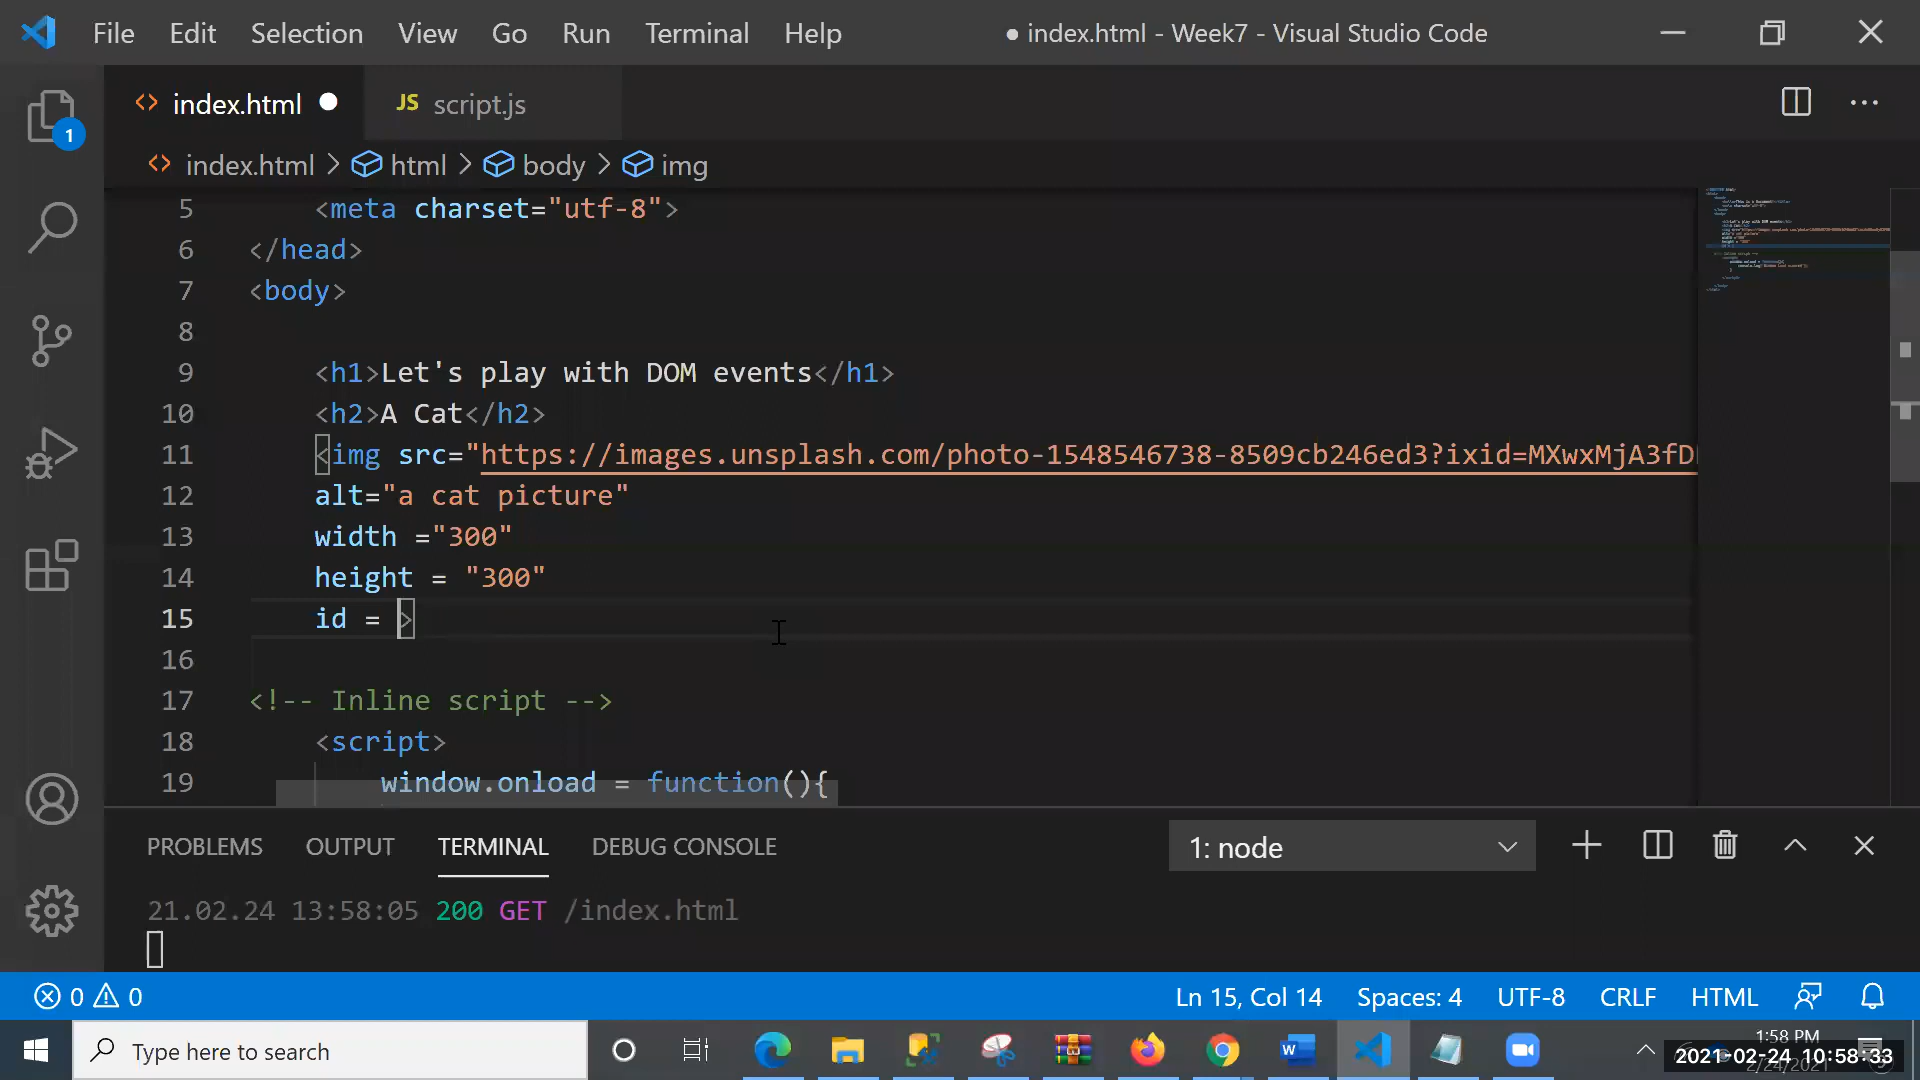 File Edit Selection View Go Run Terminal Help ● index.html - Week7 - Visual Studio Code
<> index.html ● JS script.js
1
<> index.html > html > body > img
5 <meta charset="utf-8">
6 </head>
7 <body>
8
9 <h1>Let's play with DOM events</h1>
10 <h2>A Cat</h2>
11 <img src="https://images.unsplash.com/photo-1548546738-8509cb246ed3?ixid=MXwxMjA3fD
12 alt="a cat picture"
13 width ="300"
14 height = "300"
15 id = >
16
17 <!-- Inline script -->
18 <script>
19 window.onload = function(){
PROBLEMS OUTPUT TERMINAL DEBUG CONSOLE 1: node
21.02.24 13:58:05 200 GET /index.html
0 0 Ln 15, Col 14 Spaces: 4 UTF-8 CRLF HTML
Type here to search
1:58 PM
2021-02-24 10:58:33